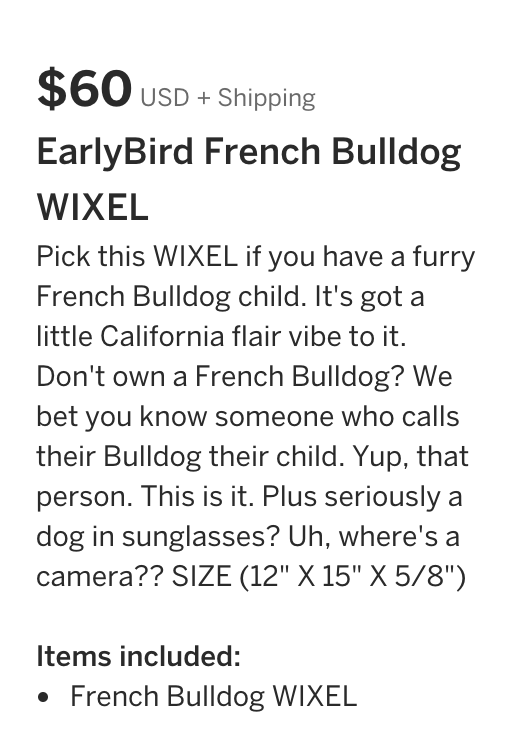 $60 USD + Shipping
EarlyBird French Bulldog
WIXEL
Pick this WIXEL if you have a furry
French Bulldog child. It's got a
little California flair vibe to it.
Don't own a French Bulldog? We
bet you know someone who calls
their Bulldog their child. Yup, that
person. This is it. Plus seriously a
dog in sunglasses? Uh, where's a
camera?? SIZE (12" X 15" X 5/8")
Items included:
• French Bulldog WIXEL